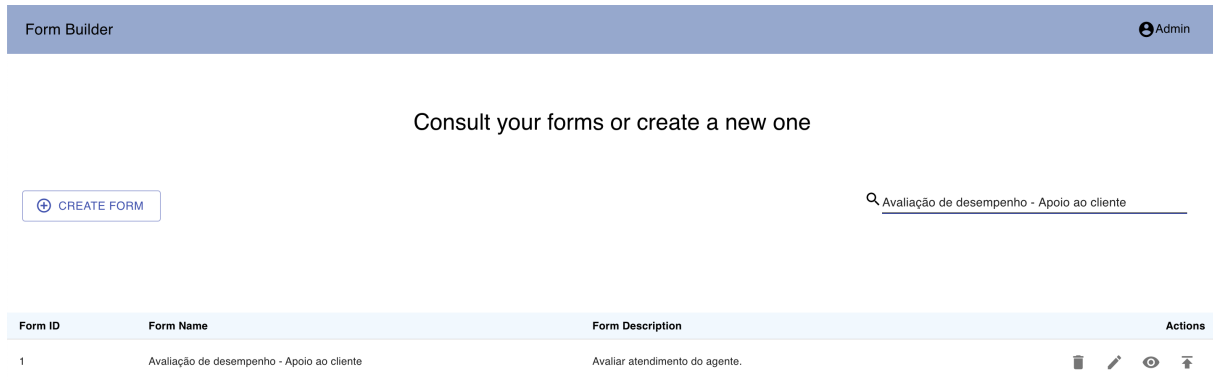 Form Builder Admin
Consult your forms or create a new one
CREATE FORM Avaliação de desempenho - Apoio ao cliente
Form ID Form Name Form Description Actions
1 Avaliação de desempenho - Apoio ao cliente Avaliar atendimento do agente.